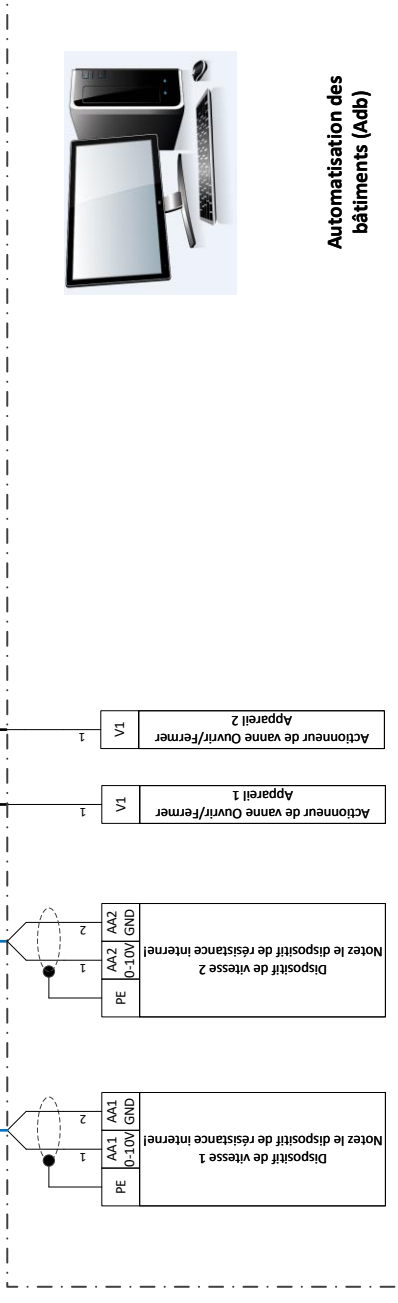 Automatisation des
bâtiments (Adb)
1
V1
Actionneur de vanne Ouvrir/Fermer
Appareil 2
1
V1
Actionneur de vanne Ouvrir/Fermer
Appareil 1
1
2
PE
AA2
0-10V
AA2
GND
Dispositif de vitesse 2
Notez le dispositif de résistance interne!
1
2
PE
AA1
0-10V
AA1
GND
Dispositif de vitesse 1
Notez le dispositif de résistance interne!